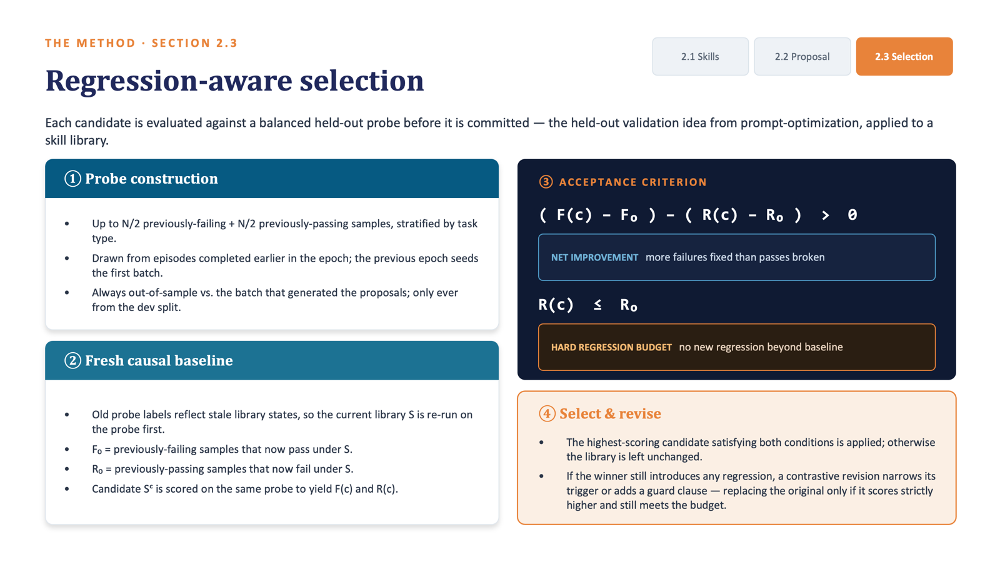 THE METHOD · SECTION 2.3
2.1 Skills
2.2 Proposal
2.3 Selection
Regression-aware selection
Each candidate is evaluated against a balanced held-out probe before it is committed — the held-out validation idea from prompt-optimization, applied to a
skill library.
① Probe construction
• Up to N/2 previously-failing + N/2 previously-passing samples, stratified by task
type.
• Drawn from episodes completed earlier in the epoch; the previous epoch seeds
the first batch.
• Always out-of-sample vs. the batch that generated the proposals; only ever
from the dev split.
② Fresh causal baseline
• Old probe labels reflect stale library states, so the current library S is re-run on
the probe first.
• F₀ = previously-failing samples that now pass under S.
• R₀ = previously-passing samples that now fail under S.
• Candidate Sᶜ is scored on the same probe to yield F(c) and R(c).
③ ACCEPTANCE CRITERION
( F(c) − F₀ ) − ( R(c) − R₀ ) > 0
NET IMPROVEMENT more failures fixed than passes broken
R(c) ≤ R₀
HARD REGRESSION BUDGET no new regression beyond baseline
④ Select & revise
• The highest-scoring candidate satisfying both conditions is applied; otherwise
the library is left unchanged.
• If the winner still introduces any regression, a contrastive revision narrows its
trigger or adds a guard clause — replacing the original only if it scores strictly
higher and still meets the budget.